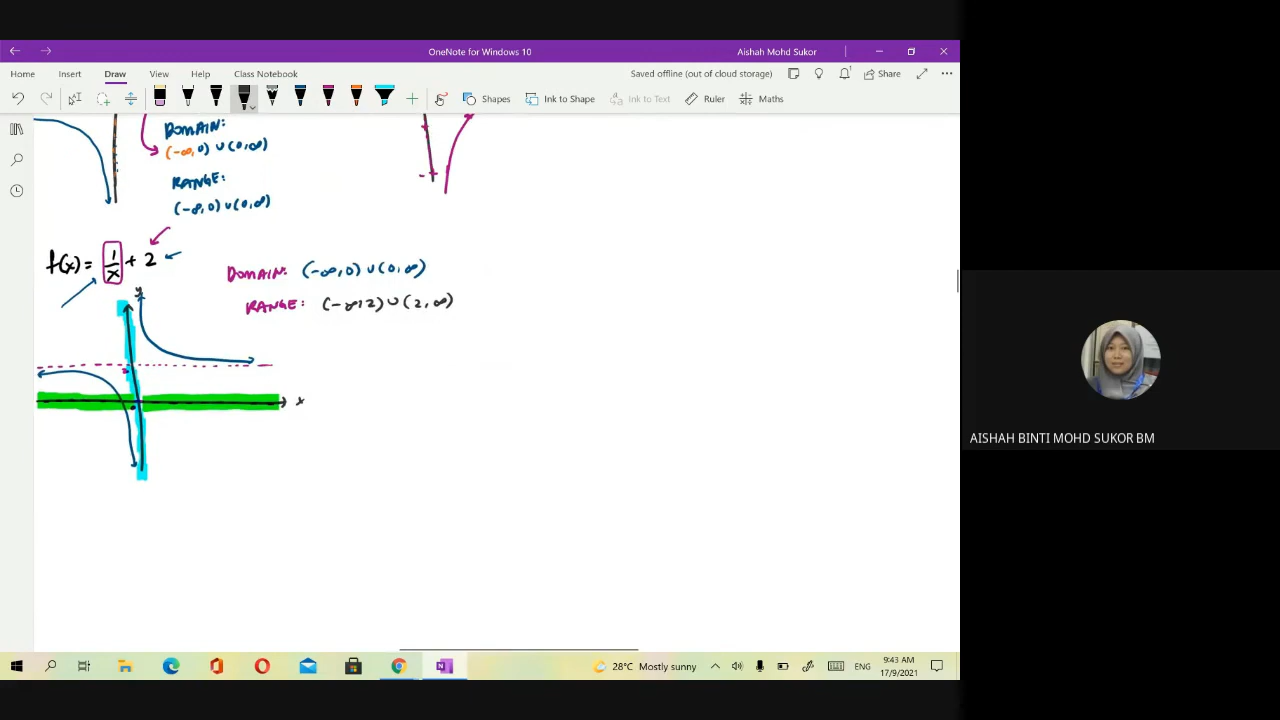 OneNote for Windows 10
Aishah Mohd Sukor
Home Insert Draw View Help Class Notebook
Saved offline (out of cloud storage)
Share
Shapes Ink to Shape Ink to Text Ruler Maths
DOMAIN:
(-∞,0) ∪ (0,∞)
RANGE:
(-∞,0) ∪ (0,∞)
f(x) = 1/x + 2
DOMAIN: (-∞,0) ∪ (0,∞)
RANGE: (-∞,2) ∪ (2,∞)
y
2
x
AISHAH BINTI MOHD SUKOR BM
28°C Mostly sunny
ENG
9:43 AM
17/9/2021